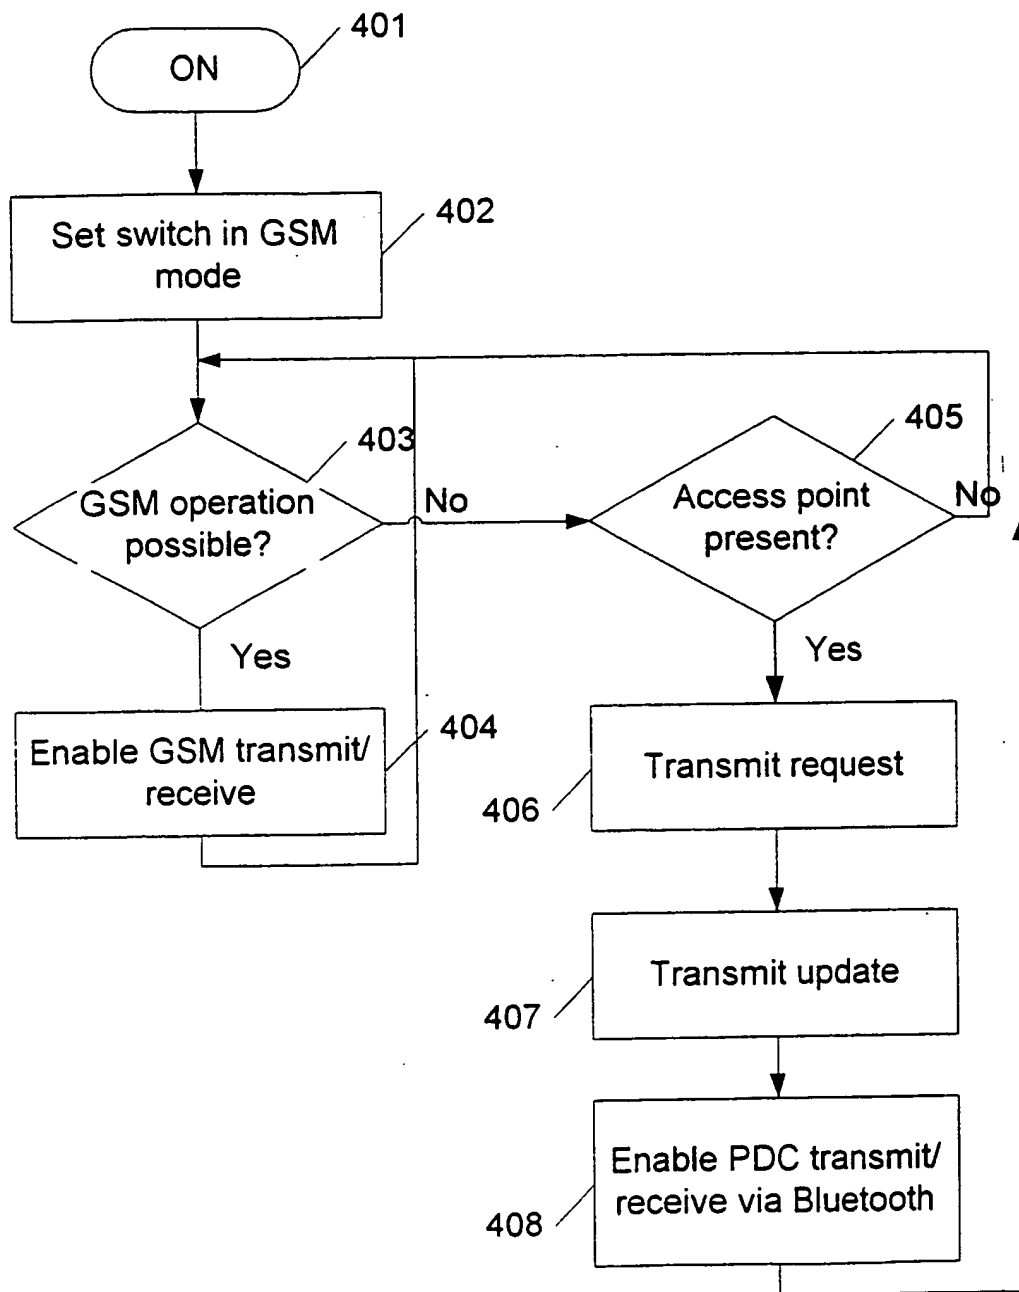 401
ON
402
Set switch in GSM
mode
403
GSM operation
possible?
No
405
Access point
present?
No
Yes
Yes
404
Enable GSM transmit/
receive
Transmit request
406
Transmit update
407
Enable PDC transmit/
receive via Bluetooth
408